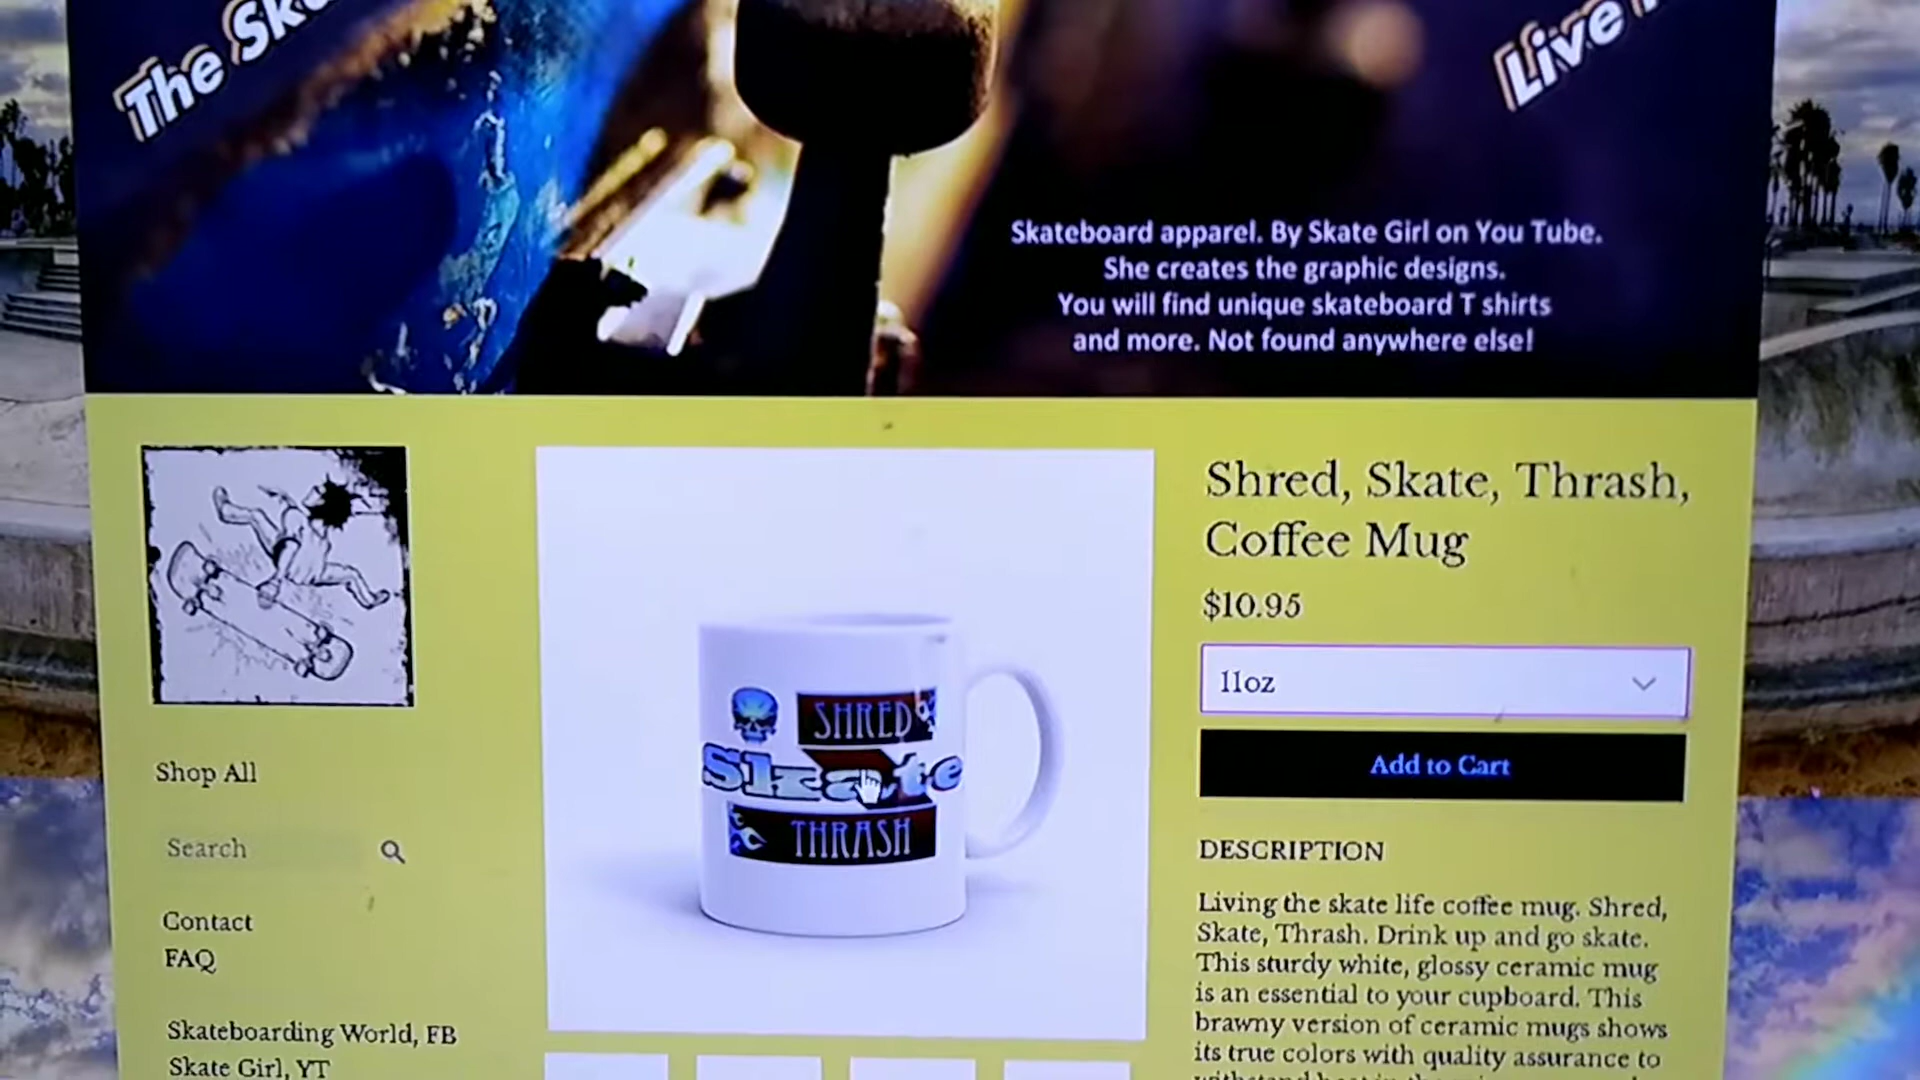 The
Live
Skateboard apparel. By Skate Girl on You Tube.
She creates the graphic designs.
You will find unique skateboard T shirts
and more. Not found anywhere else!
Shred, Skate, Thrash,
Coffee Mug
$10.95
11oz
Add to Cart
SHRED
Skate
THRASH
Shop All
Search
Contact
FAQ
Skateboarding World, FB
Skate Girl, YT
DESCRIPTION
Living the skate life coffee mug. Shred,
Skate, Thrash. Drink up and go skate.
This sturdy white, glossy ceramic mug
is an essential to your cupboard. This
brawny version of ceramic mugs shows
its true colors with quality assurance to